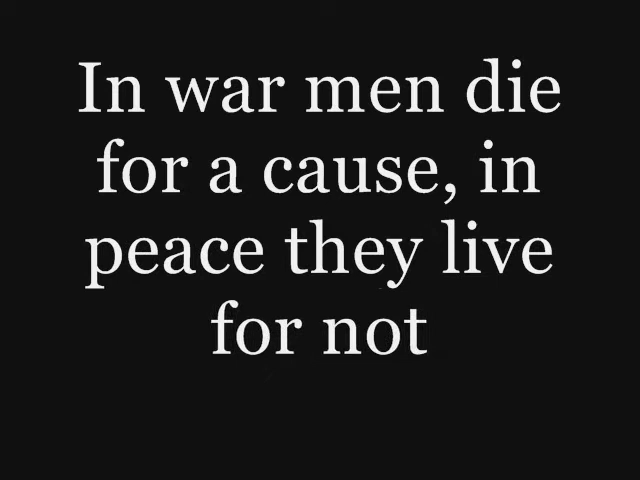 In war men die
for a cause, in
peace they live
for not